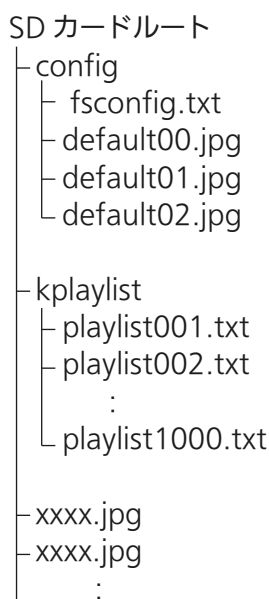 SD カードルート
config
fsconfig.txt
default00.jpg
default01.jpg
default02.jpg
kplaylist
playlist001.txt
playlist002.txt
:
playlist1000.txt
xxxx.jpg
xxxx.jpg
: